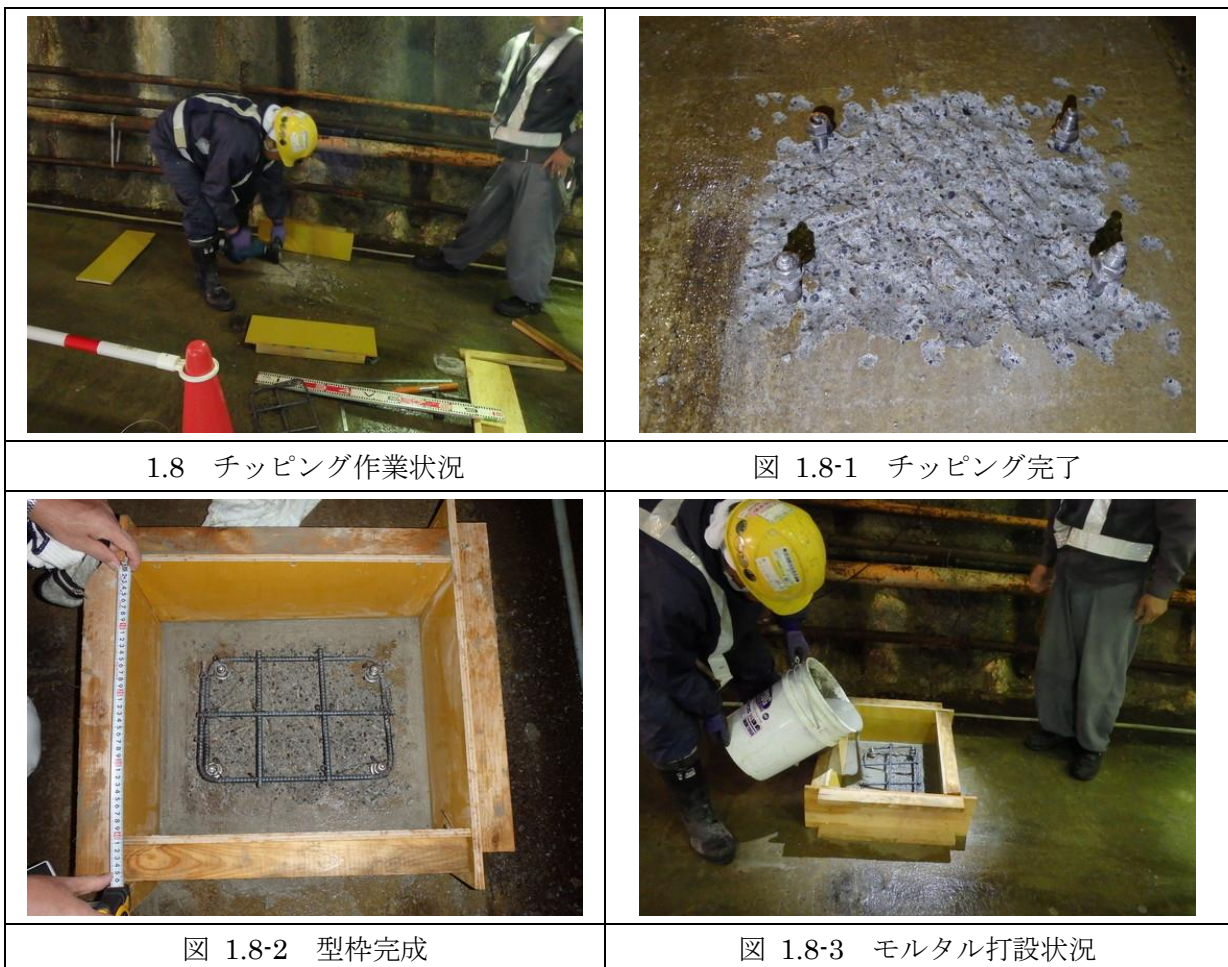 1.8　チッピング作業状況
図 1.8-1　チッピング完了
図 1.8-2　型枠完成
図 1.8-3　モルタル打設状況